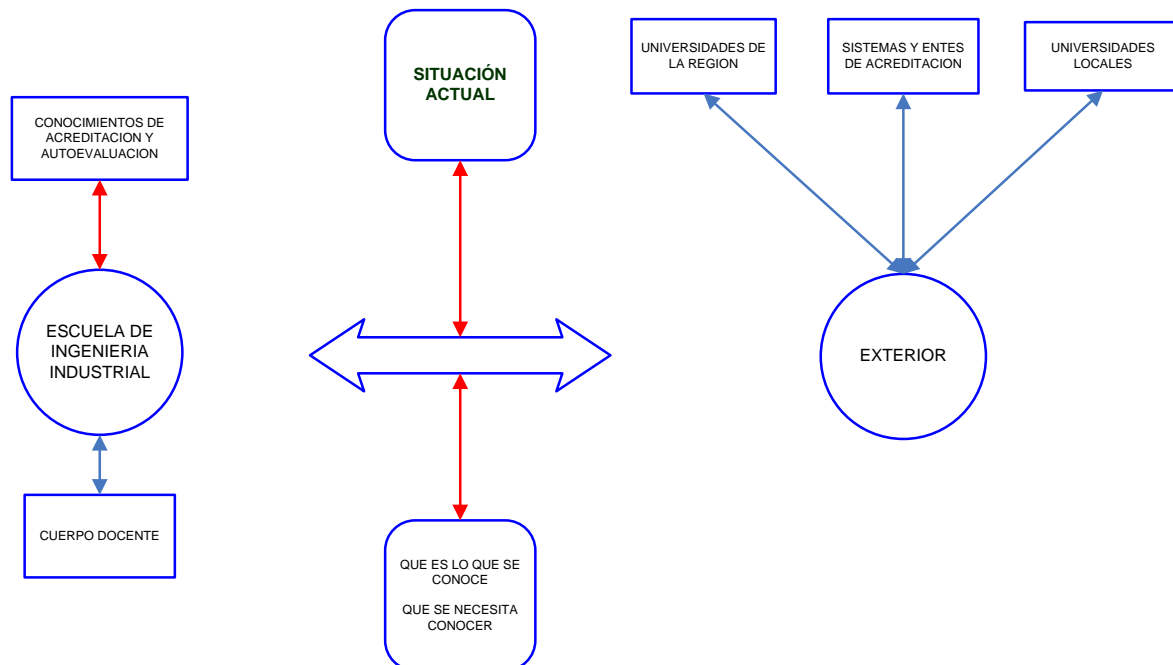 CONOCIMIENTOS DE
ACREDITACION Y
AUTOEVALUACION
ESCUELA DE
INGENIERIA
INDUSTRIAL
CUERPO DOCENTE
SITUACIÓN
ACTUAL
QUE ES LO QUE SE
CONOCE
QUE SE NECESITA
CONOCER
UNIVERSIDADES DE
LA REGION
SISTEMAS Y ENTES
DE ACREDITACION
UNIVERSIDADES
LOCALES
EXTERIOR